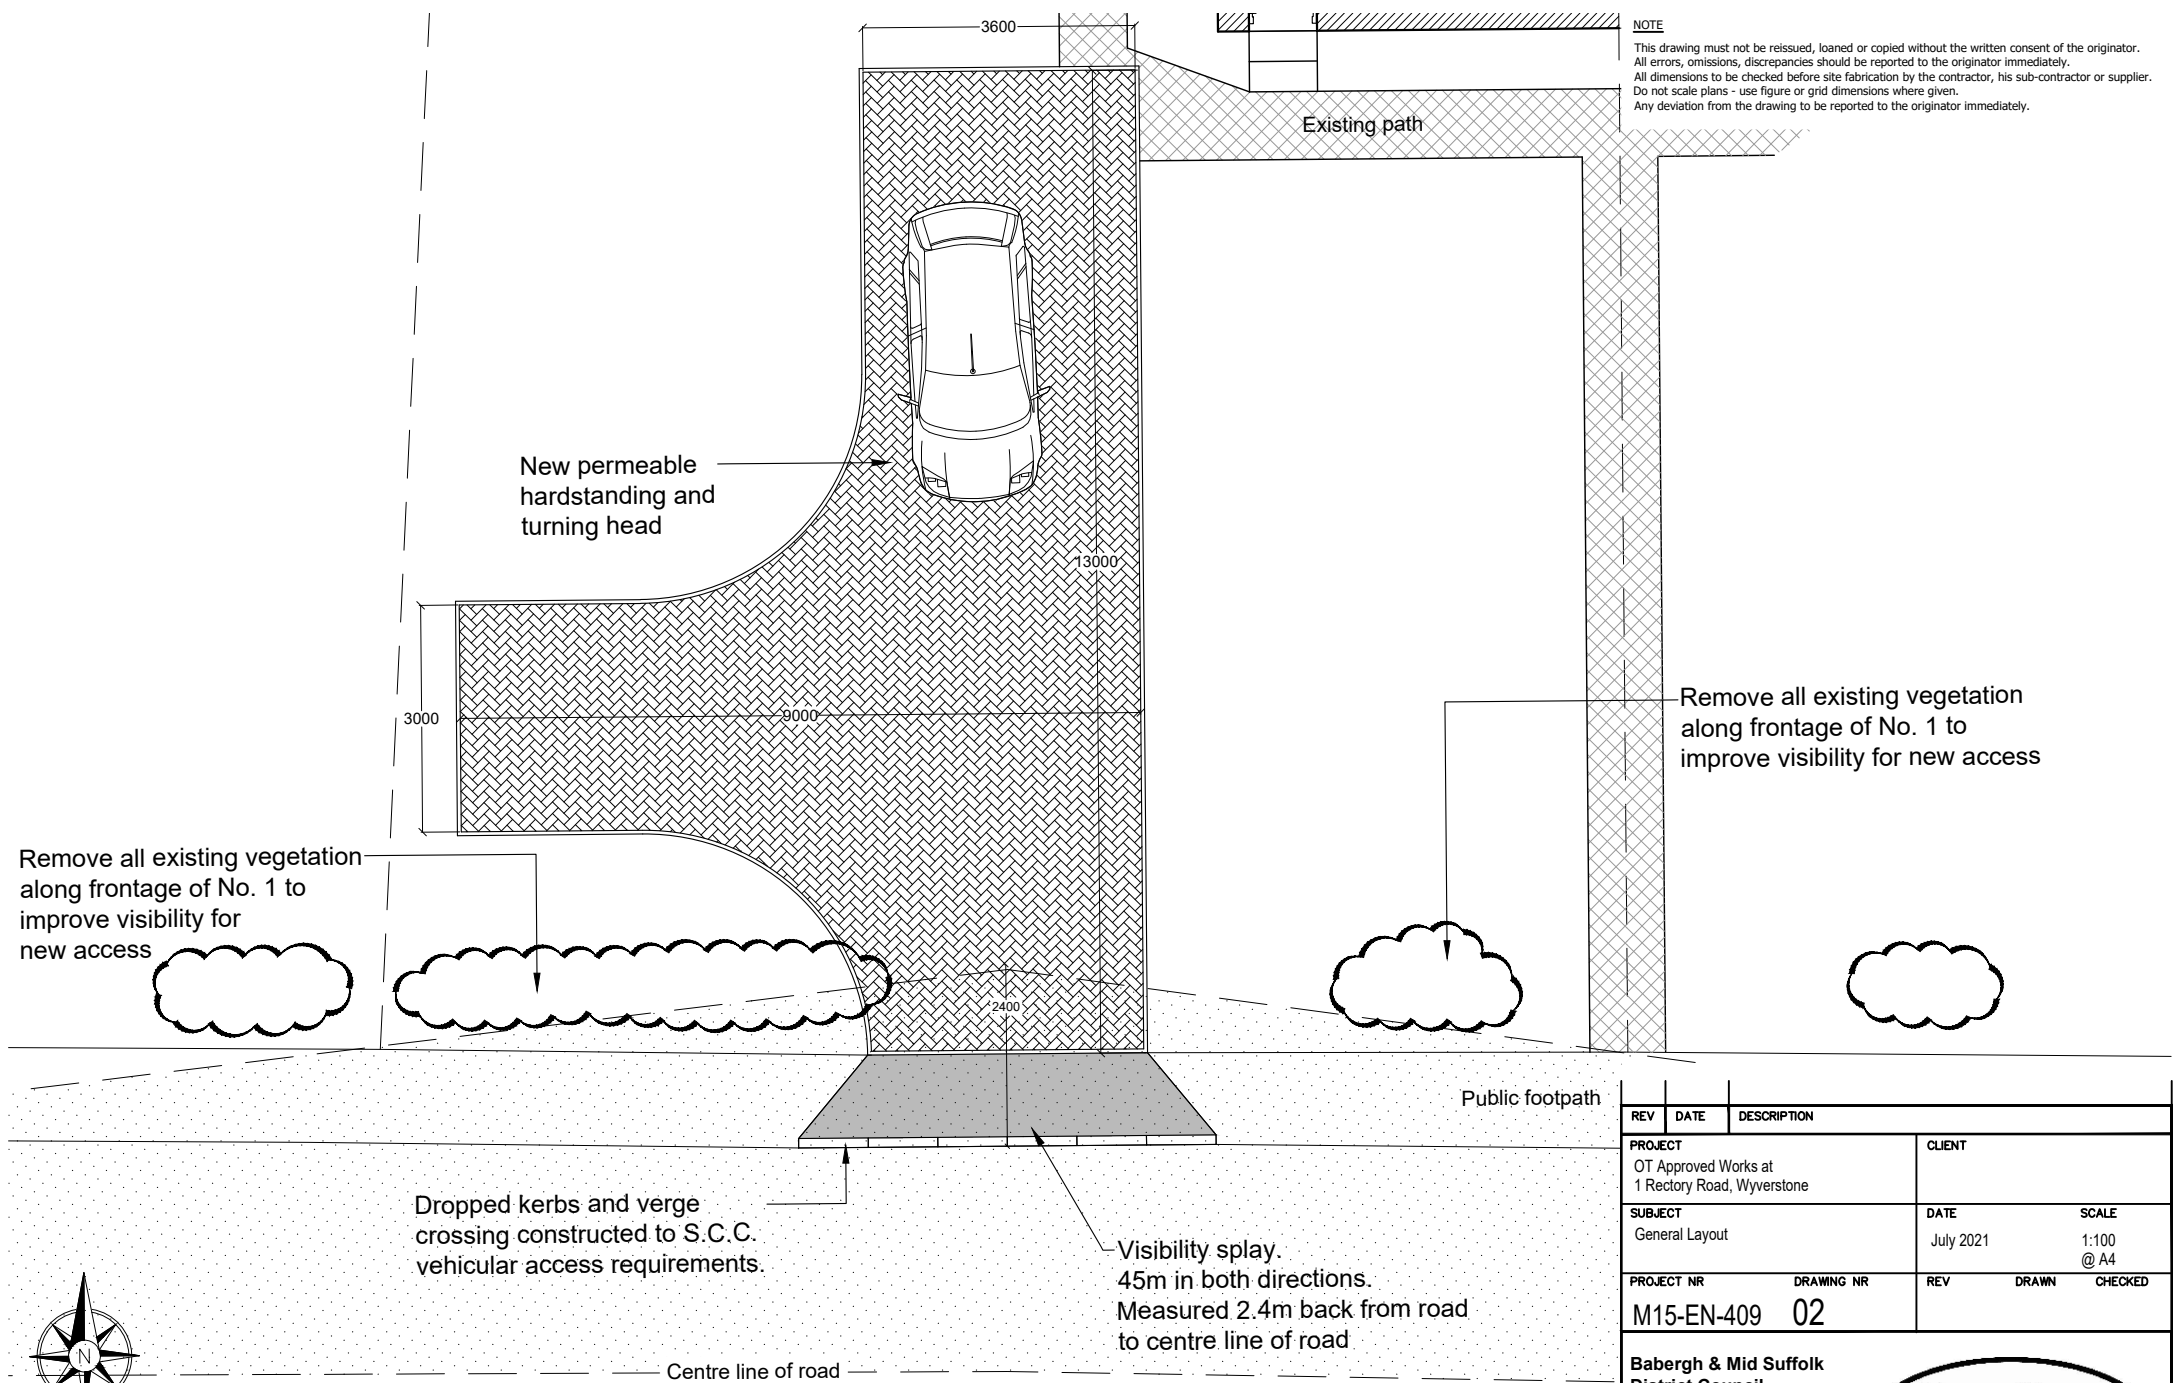 3600
NOTE
This drawing must not be reissued, loaned or copied without the written consent of the originator.
All errors, omissions, discrepancies should be reported to the originator immediately.
All dimensions to be checked before site fabrication by the contractor, his sub-contractor or supplier.
Do not scale plans - use figure or grid dimensions where given.
Any deviation from the drawing to be reported to the originator immediately.
Existing path
New permeable
hardstanding and
turning head
13000
3000
9000
Remove all existing vegetation
along frontage of No. 1 to
improve visibility for new access
Remove all existing vegetation
along frontage of No. 1 to
improve visibility for
new access
2400
Public footpath
Dropped kerbs and verge
crossing constructed to S.C.C.
vehicular access requirements.
Visibility splay.
45m in both directions.
Measured 2.4m back from road
to centre line of road
Centre line of road
N
REV DATE DESCRIPTION
PROJECT
OT Approved Works at
1 Rectory Road, Wyverstone
CLIENT
SUBJECT
General Layout
DATE
July 2021
SCALE
1:100
@ A4
PROJECT NR DRAWING NR
M15-EN-409 02
REV DRAWN CHECKED
Babergh & Mid Suffolk
District Council